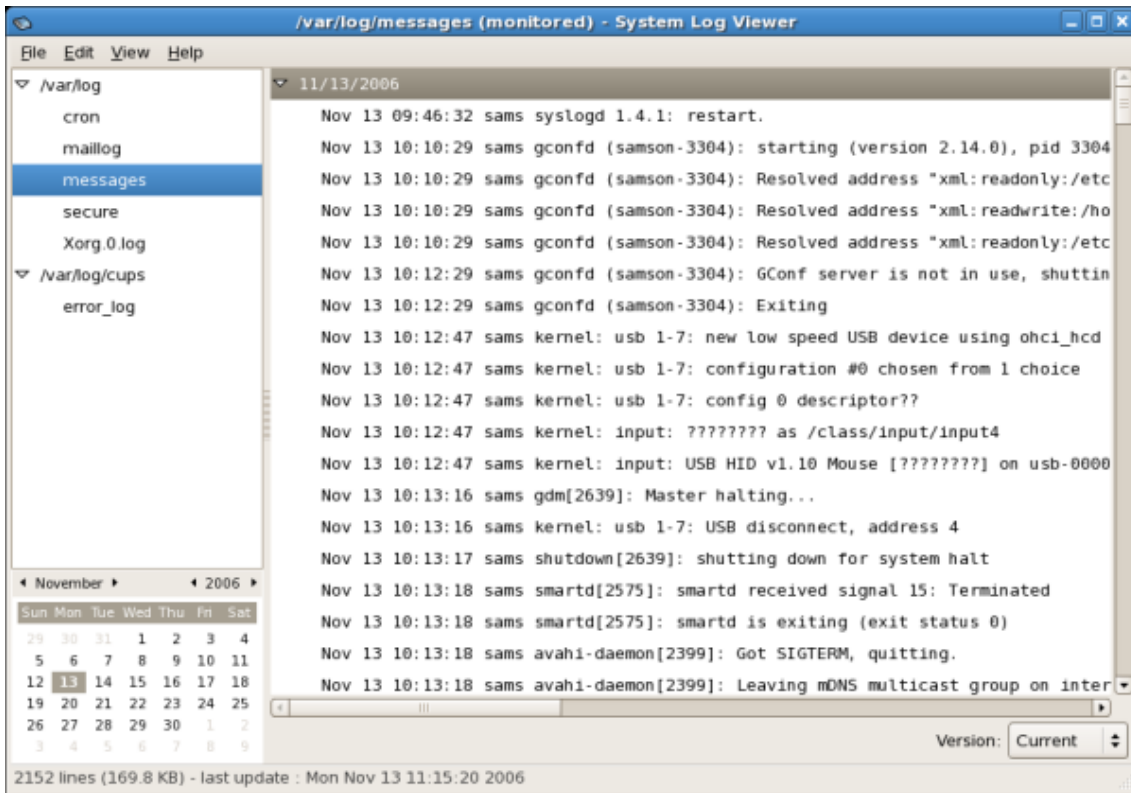 /var/log/messages (monitored) - System Log Viewer
File Edit View Help
/var/log
cron
maillog
messages
secure
Xorg.0.log
/var/log/cups
error_log
11/13/2006
Nov 13 09:46:32 sams syslogd 1.4.1: restart.
Nov 13 10:10:29 sams gconfd (samson-3304): starting (version 2.14.0), pid 3304
Nov 13 10:10:29 sams gconfd (samson-3304): Resolved address "xml:readonly:/etc
Nov 13 10:10:29 sams gconfd (samson-3304): Resolved address "xml:readwrite:/ho
Nov 13 10:10:29 sams gconfd (samson-3304): Resolved address "xml:readonly:/etc
Nov 13 10:12:29 sams gconfd (samson-3304): GConf server is not in use, shuttin
Nov 13 10:12:29 sams gconfd (samson-3304): Exiting
Nov 13 10:12:47 sams kernel: usb 1-7: new low speed USB device using ohci_hcd
Nov 13 10:12:47 sams kernel: usb 1-7: configuration #0 chosen from 1 choice
Nov 13 10:12:47 sams kernel: usb 1-7: config 0 descriptor??
Nov 13 10:12:47 sams kernel: input: ???????? as /class/input/input4
Nov 13 10:12:47 sams kernel: input: USB HID v1.10 Mouse [????????] on usb-0000
Nov 13 10:13:16 sams gdm[2639]: Master halting...
Nov 13 10:13:16 sams kernel: usb 1-7: USB disconnect, address 4
Nov 13 10:13:17 sams shutdown[2639]: shutting down for system halt
Nov 13 10:13:18 sams smartd[2575]: smartd received signal 15: Terminated
Nov 13 10:13:18 sams smartd[2575]: smartd is exiting (exit status 0)
Nov 13 10:13:18 sams avahi-daemon[2399]: Got SIGTERM, quitting.
Nov 13 10:13:18 sams avahi-daemon[2399]: Leaving mDNS multicast group on inter
November 2006
Sun Mon Tue Wed Thu Fri Sat
29 30 31 1 2 3 4
5 6 7 8 9 10 11
12 13 14 15 16 17 18
19 20 21 22 23 24 25
26 27 28 29 30 1 2
3 4 5 6 7 8 9
Version: Current
2152 lines (169.8 KB) - last update : Mon Nov 13 11:15:20 2006